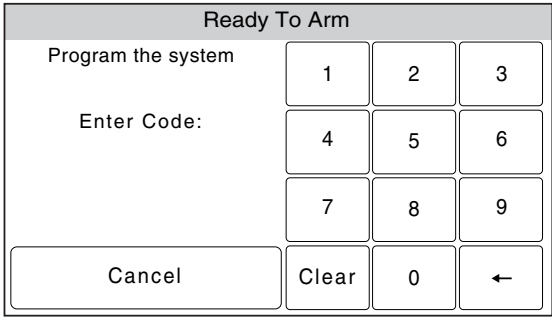 Ready To Arm
Program the system
1 2 3
Enter Code:
4 5 6
7 8 9
Cancel Clear 0 ←